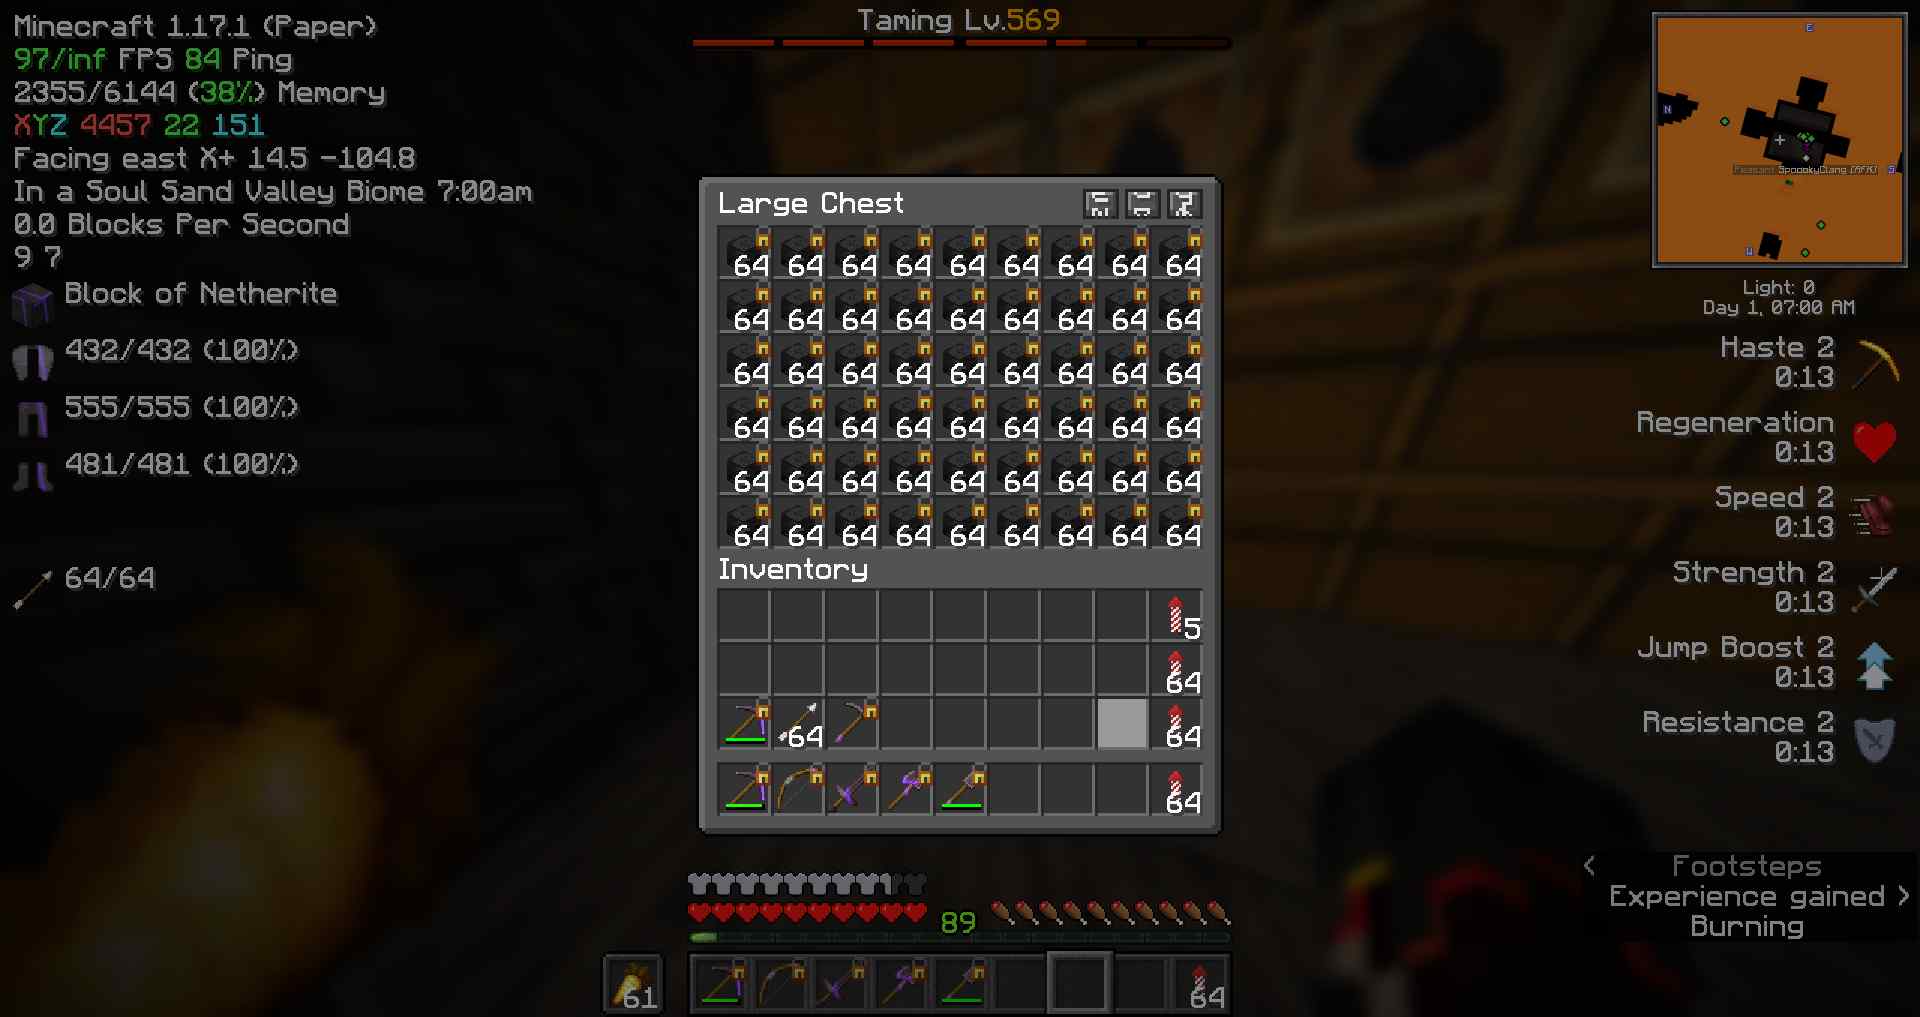 Minecraft 1.17.1 (Paper)
97/inf FPS 84 Ping
2355/6144 (38%) Memory
XYZ 4457 22 151
Facing east X+ 14.5 -104.8
In a Soul Sand Valley Biome 7:00am
0.0 Blocks Per Second
9 7
Block of Netherite
432/432 (100%)
555/555 (100%)
481/481 (100%)
64/64
Taming Lv.569
Large Chest
64 64 64 64 64 64 64 64 64
64 64 64 64 64 64 64 64 64
64 64 64 64 64 64 64 64 64
64 64 64 64 64 64 64 64 64
64 64 64 64 64 64 64 64 64
64 64 64 64 64 64 64 64 64
Inventory
5
64
64 64
64
89
61
64
E
N
Peasant SpoookyClang [AFK]
S
W
Light: 0
Day 1, 07:00 AM
Haste 2
0:13
Regeneration
0:13
Speed 2
0:13
Strength 2
0:13
Jump Boost 2
0:13
Resistance 2
0:13
< Footsteps
Experience gained >
Burning